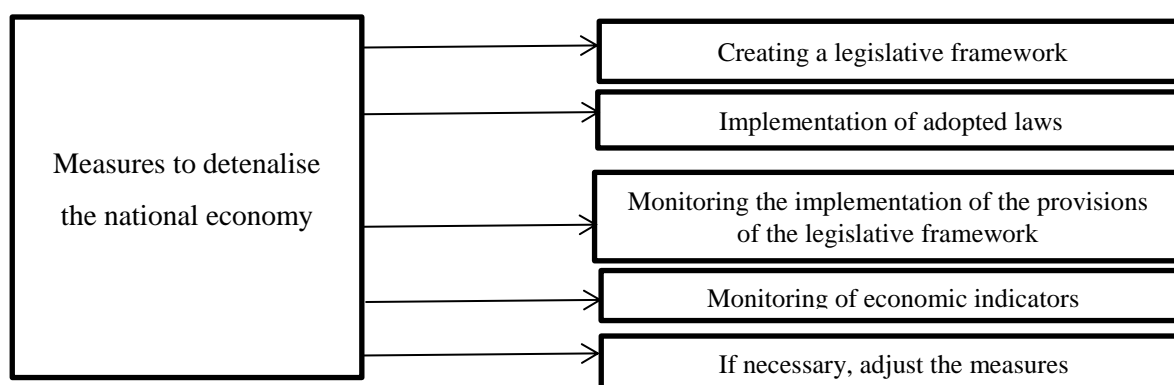 Measures to detenalise
the national economy
Creating a legislative framework
Implementation of adopted laws
Monitoring the implementation of the provisions
of the legislative framework
Monitoring of economic indicators
If necessary, adjust the measures